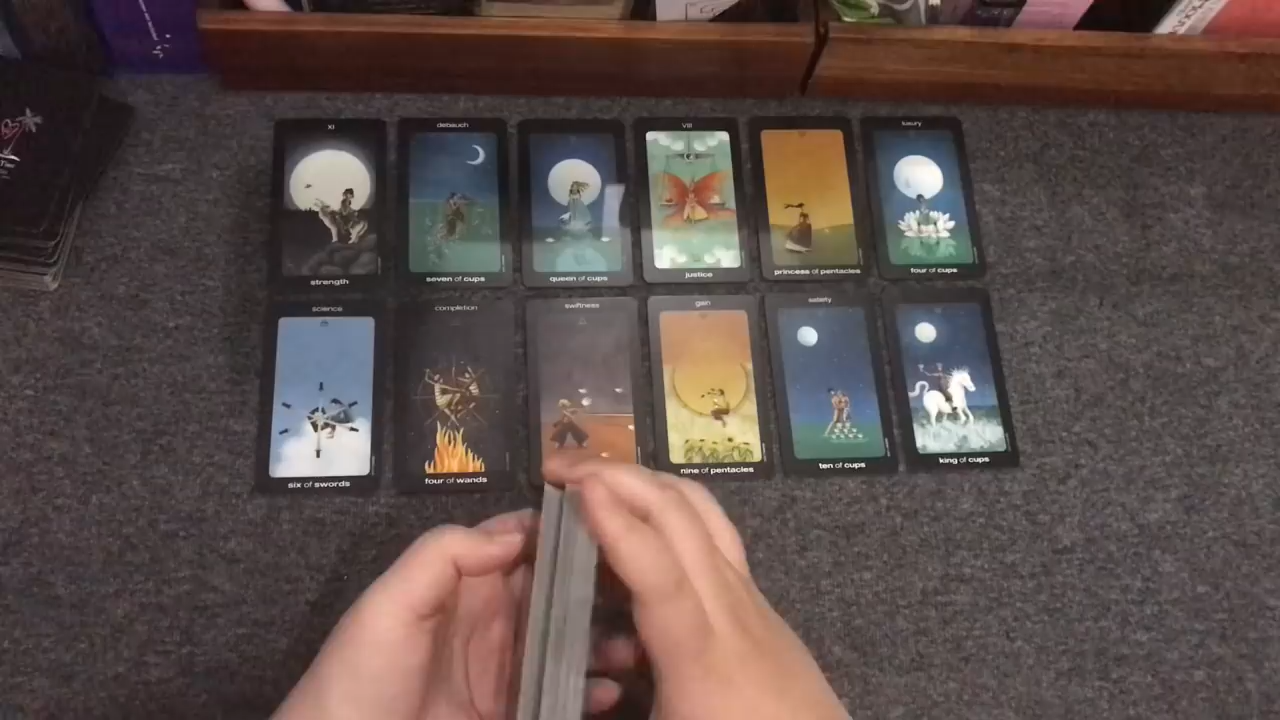 XI
debauch
VIII
luxury
strength
seven of cups
queen of cups
justice
princess of pentacles
four of cups
science
completion
swiftness
gain
satiety
six of swords
four of wands
nine of pentacles
ten of cups
king of cups